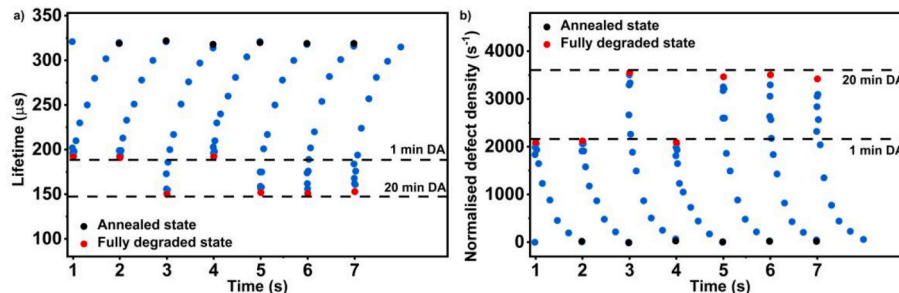 a)
350
300
250
200
150
100
Lifetime (μs)
1 min DA
20 min DA
Annealed state
Fully degraded state
1 2 3 4 5 6 7
Time (s)
b)
Annealed state
Fully degraded state
4000
3000
2000
1000
0
Normalised defect density (s⁻¹)
20 min DA
1 min DA
1 2 3 4 5 6 7
Time (s)